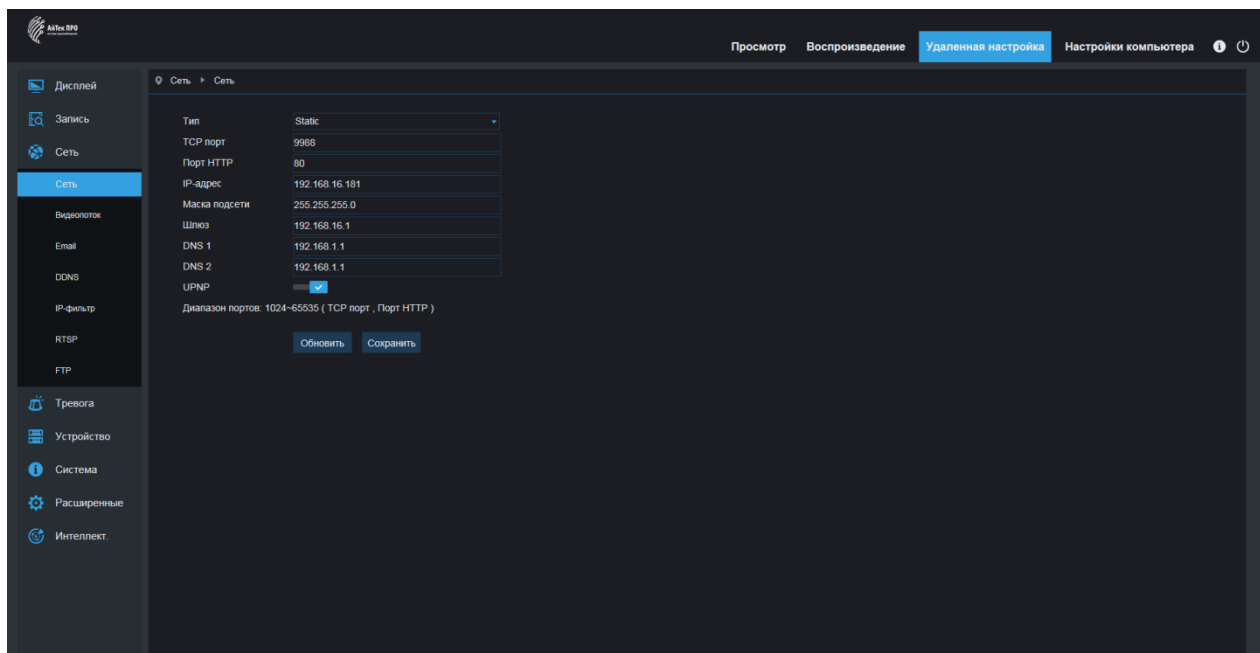 АйТек ПРО
Просмотр Воспроизведение Удаленная настройка Настройки компьютера
Дисплей
Запись
Сеть
Сеть
Видеопоток
Email
DDNS
IP-фильтр
RTSP
FTP
Тревога
Устройство
Система
Расширенные
Интеллект.
Сеть Сеть
Тип Static
TCP порт 9988
Порт HTTP 80
IP-адрес 192.168.16.181
Маска подсети 255.255.255.0
Шлюз 192.168.16.1
DNS 1 192.168.1.1
DNS 2 192.168.1.1
UPNP
Диапазон портов: 1024~65535 ( TCP порт , Порт HTTP )
Обновить Сохранить